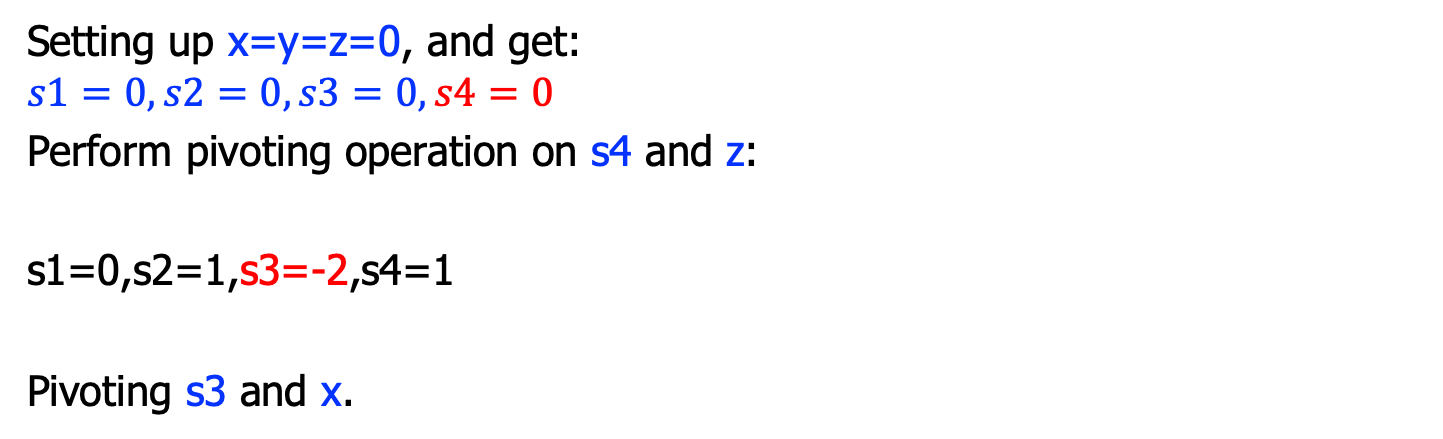 Setting up x=y=z=0, and get:
s1 = 0, s2 = 0, s3 = 0, s4 = 0
Perform pivoting operation on s4 and z:
s1=0,s2=1,s3=-2,s4=1
Pivoting s3 and x.